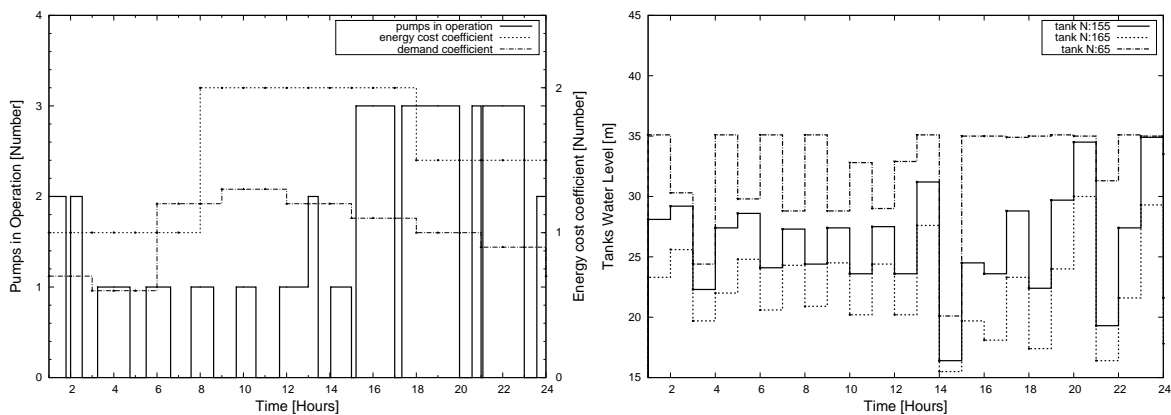 pumps in operation
energy cost coefficient
demand coefficient
4
3
2
1
0
Pumps in Operation [Number]
2
1
0
Energy cost coefficient [Number]
2 4 6 8 10 12 14 16 18 20 22 24
Time [Hours]
tank N:155
tank N:165
tank N:65
45
40
35
30
25
20
15
Tanks Water Level [m]
2 4 6 8 10 12 14 16 18 20 22 24
Time [Hours]